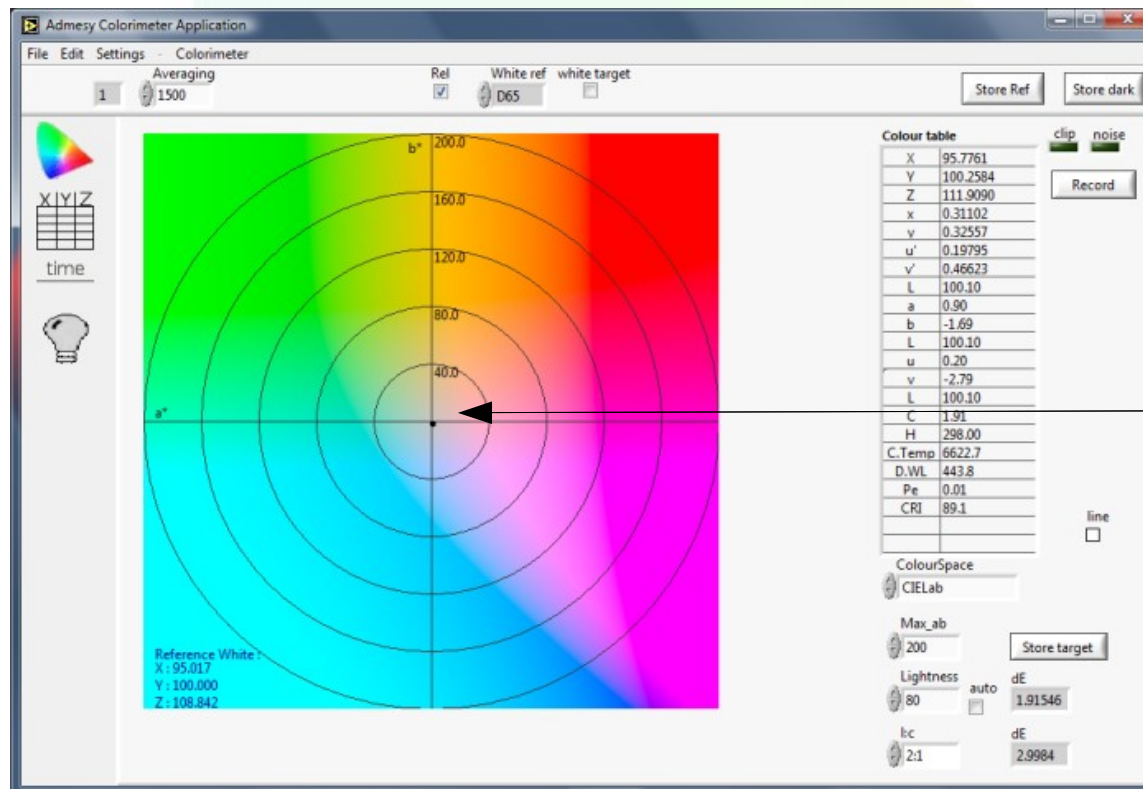 Admesy Colorimeter Application
File Edit Settings - Colorimeter
Averaging
Rel
White ref
white target
1
1500
D65
Store Ref
Store dark
X|Y|Z
time
b*
200.0
160.0
120.0
80.0
40.0
a*
Reference White :
X : 95.017
Y : 100.000
Z : 108.842
Colour table
clip noise
X 95.7761
Y 100.2584
Z 111.9090
x 0.31102
y 0.32557
u' 0.19795
v' 0.46623
L 100.10
a 0.90
b -1.69
L 100.10
u 0.20
v -2.79
L 100.10
C 1.91
H 298.00
C.Temp 6622.7
D.WL 443.8
Pe 0.01
CRI 89.1
Record
line
ColourSpace
CIELab
Max_ab
200
Store target
Lightness
80
auto
dE
1.91546
l:c
2:1
dE
2.9984